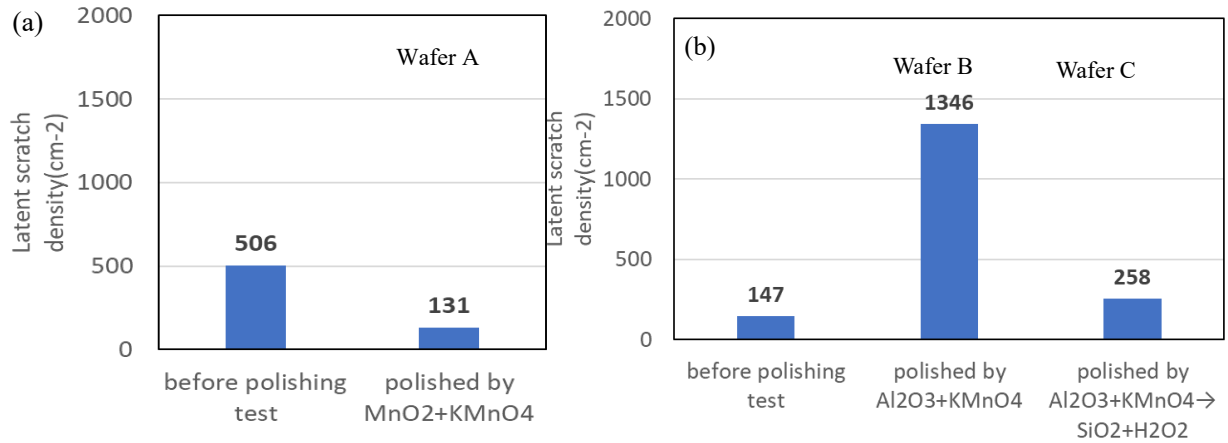 (a)
Latent scratch
density(cm-2)
2000
1500
1000
500
0
Wafer A
506
131
before polishing
test
polished by
MnO2+KMnO4
(b)
Latent scratch
density(cm-2)
2000
1500
1000
500
0
Wafer B
Wafer C
147
1346
258
before polishing
test
polished by
Al2O3+KMnO4
polished by
Al2O3+KMnO4→
SiO2+H2O2